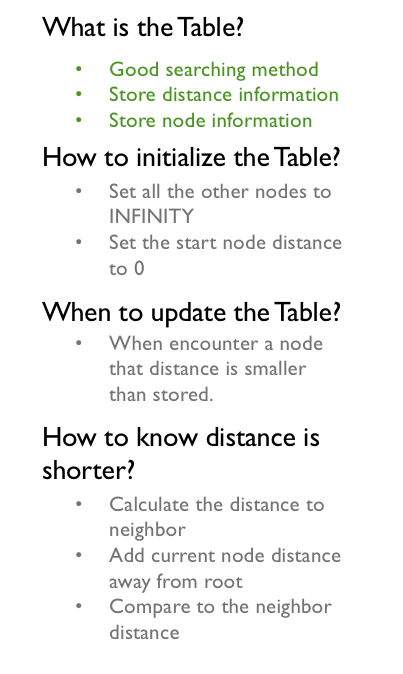 What is the Table?
• Good searching method
• Store distance information
• Store node information
How to initialize the Table?
• Set all the other nodes to
INFINITY
• Set the start node distance
to 0
When to update the Table?
• When encounter a node
that distance is smaller
than stored.
How to know distance is
shorter?
• Calculate the distance to
neighbor
• Add current node distance
away from root
• Compare to the neighbor
distance